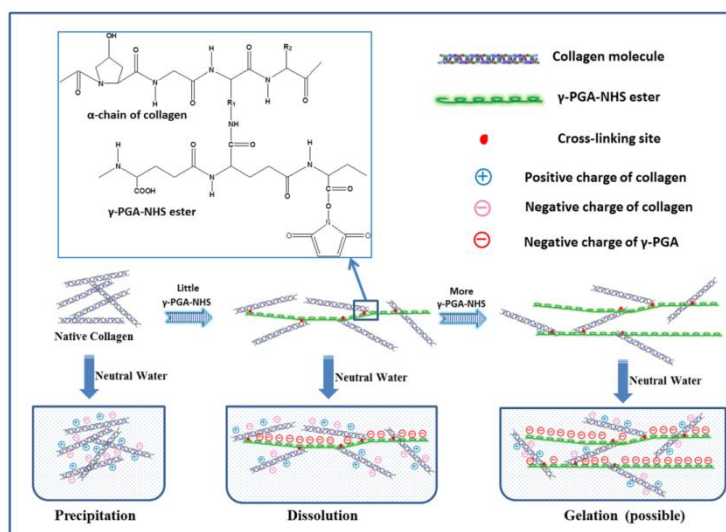 OH
O
H
N
R2
N
O
N
H
O
R1
N
H
O
α-chain of collagen
NH
O
H
N
C
O
H
N
COOH
N
H
O
C
O
γ-PGA-NHS ester
O
N
O
O
Collagen molecule
γ-PGA-NHS ester
Cross-linking site
Positive charge of collagen
Negative charge of collagen
Negative charge of γ-PGA
Little
γ-PGA-NHS
More
γ-PGA-NHS
Native Collagen
Neutral Water
Neutral Water
Neutral Water
Precipitation
Dissolution
Gelation (possible)